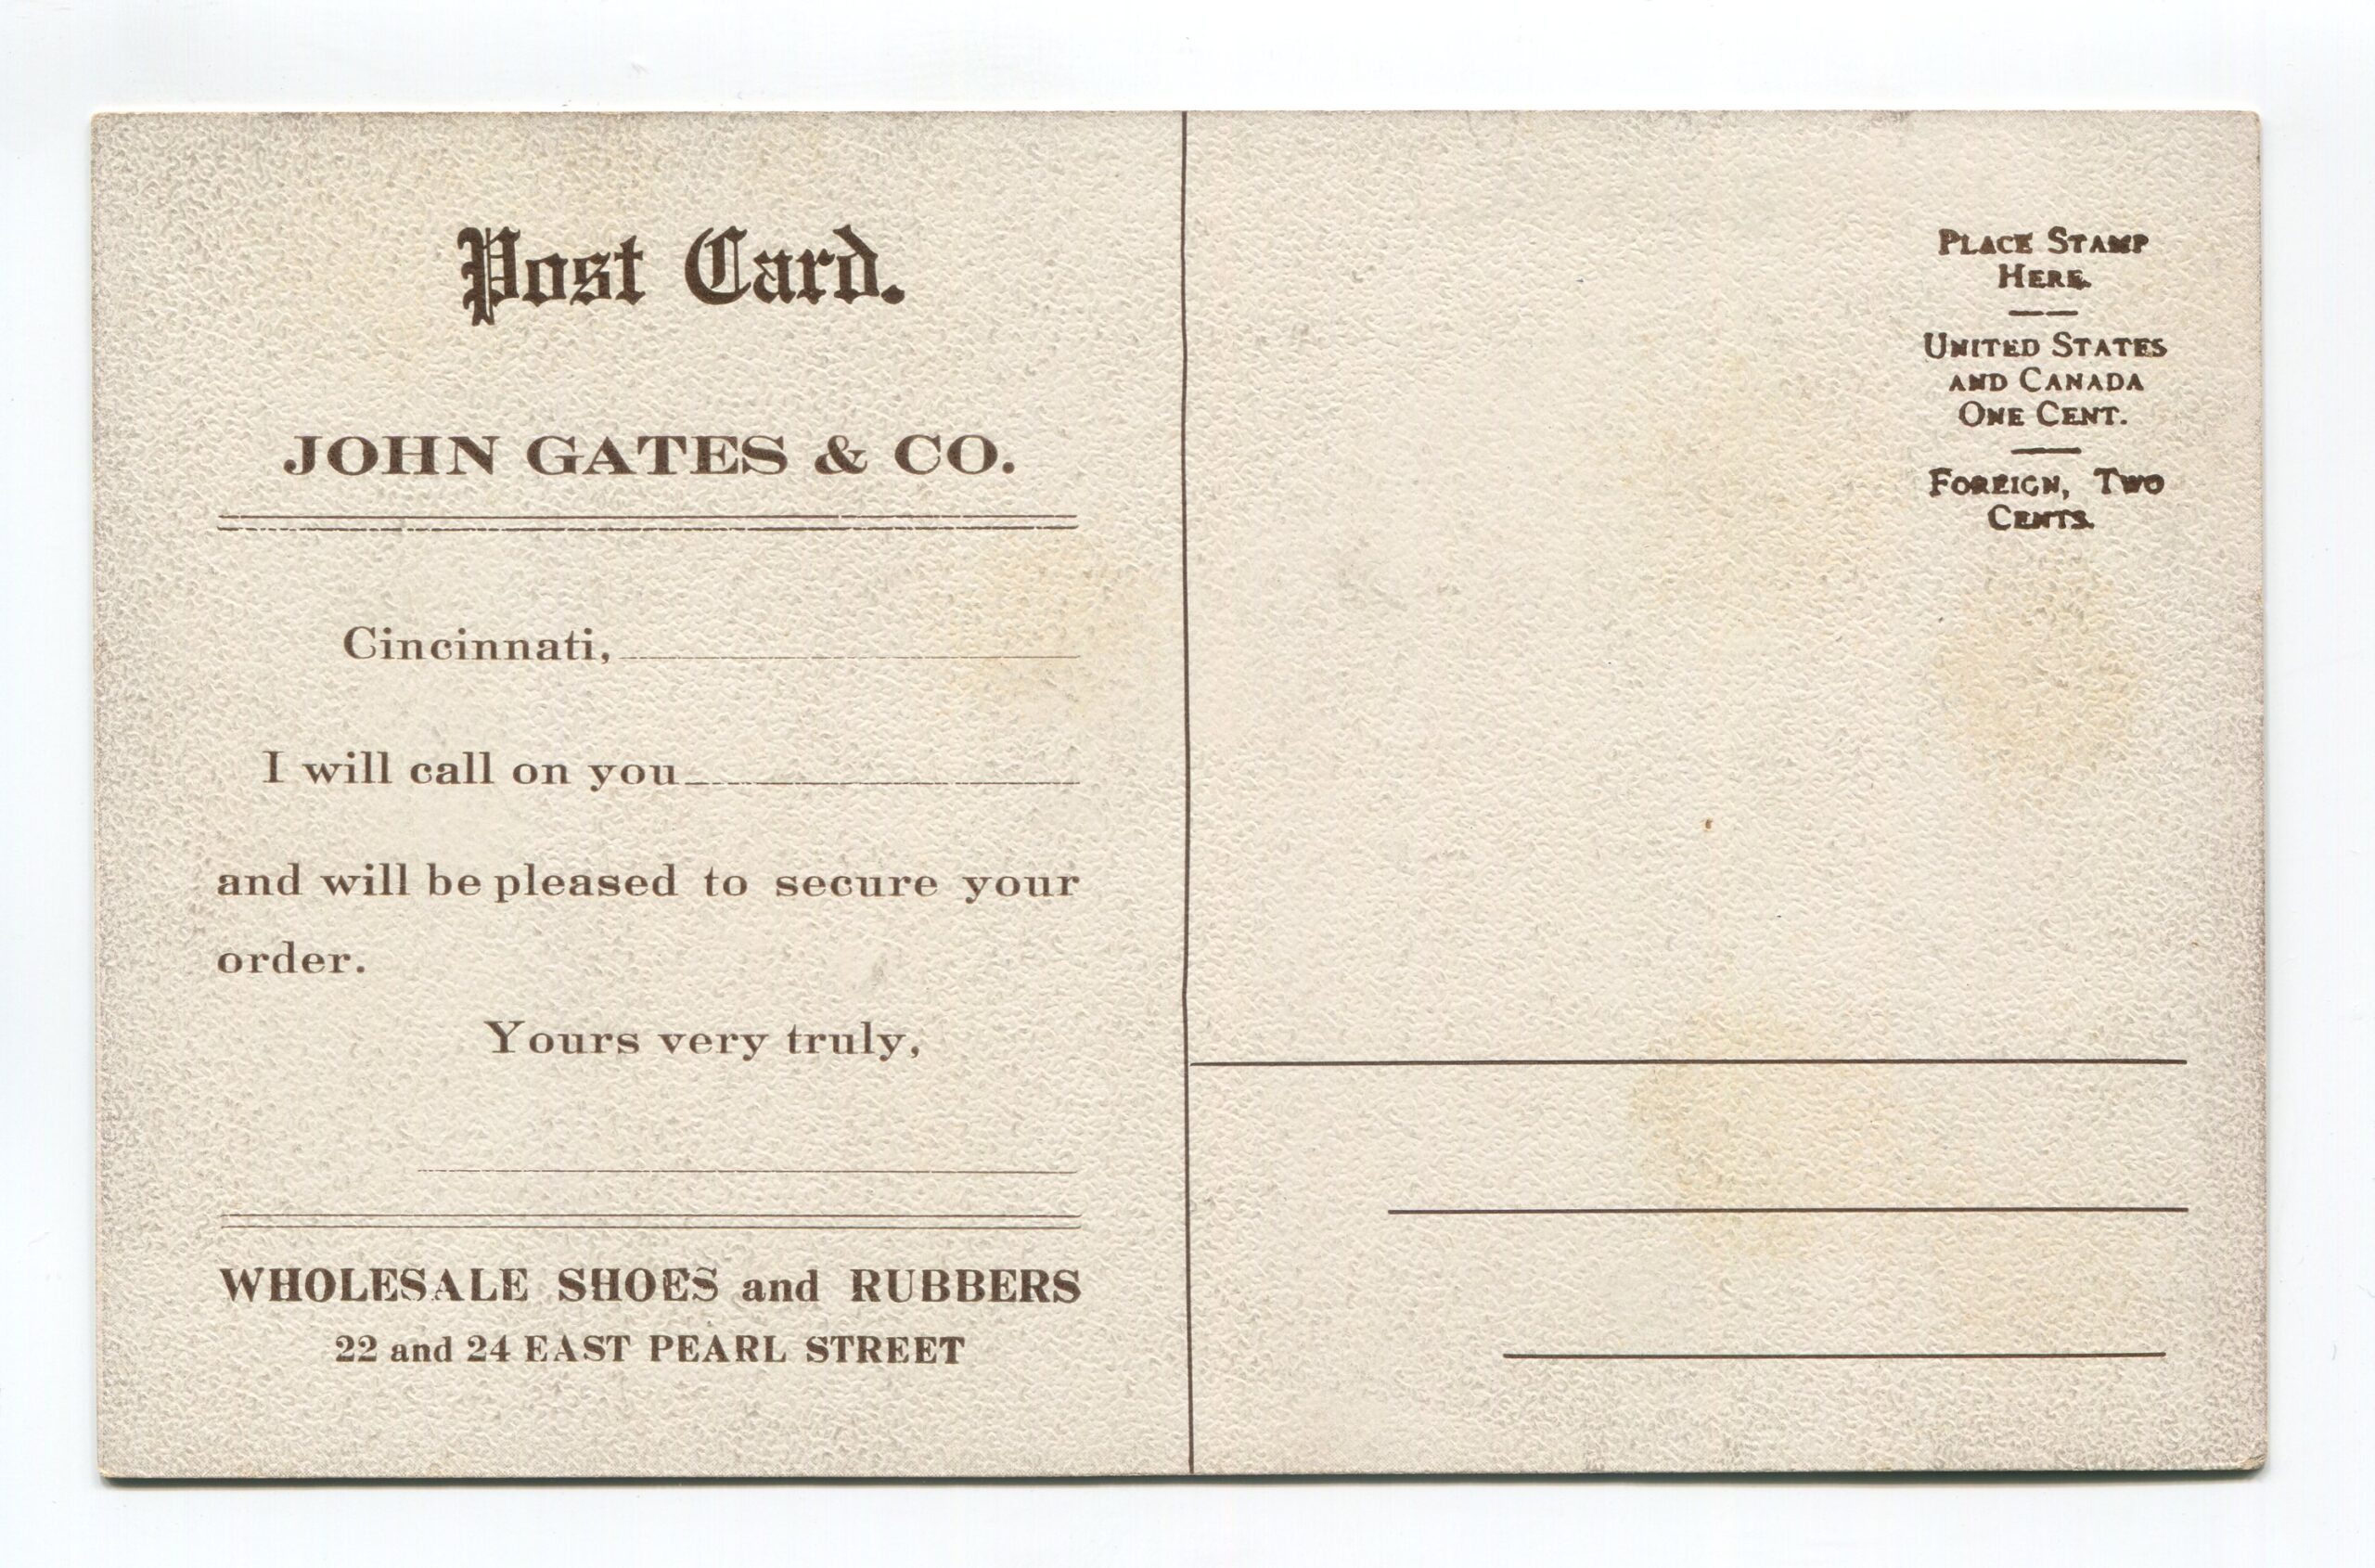 Post Card.
JOHN GATES & CO.
Cincinnati,
I will call on you
and will be pleased to secure your
order.
Yours very truly,
WHOLESALE SHOES and RUBBERS
22 and 24 EAST PEARL STREET
PLACE STAMP
HERE.
UNITED STATES
AND CANADA
ONE CENT.
FOREIGN, TWO
CENTS.